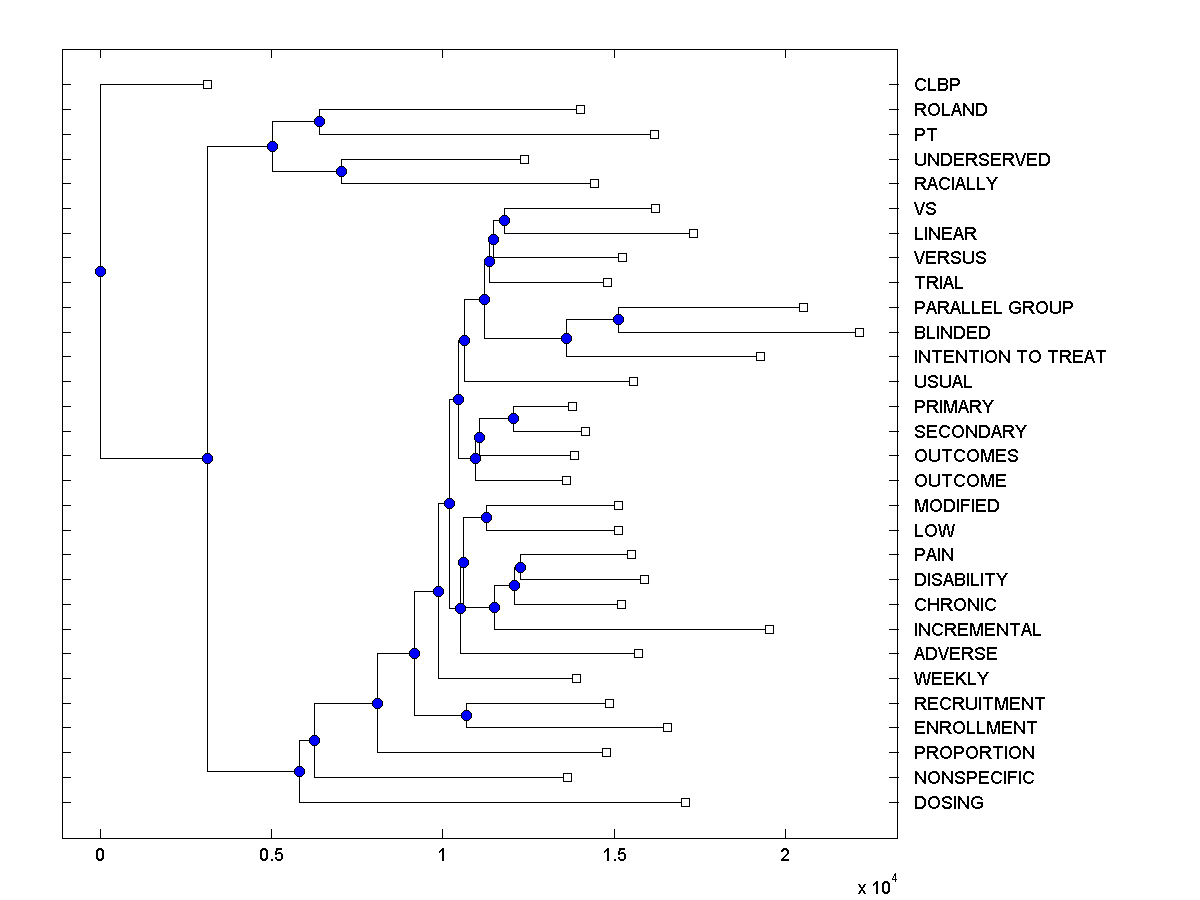 CLBP
ROLAND
PT
UNDERSERVED
RACIALLY
VS
LINEAR
VERSUS
TRIAL
PARALLEL GROUP
BLINDED
INTENTION TO TREAT
USUAL
PRIMARY
SECONDARY
OUTCOMES
OUTCOME
MODIFIED
LOW
PAIN
DISABILITY
CHRONIC
INCREMENTAL
ADVERSE
WEEKLY
RECRUITMENT
ENROLLMENT
PROPORTION
NONSPECIFIC
DOSING
0 0.5 1 1.5 2
x 10^4